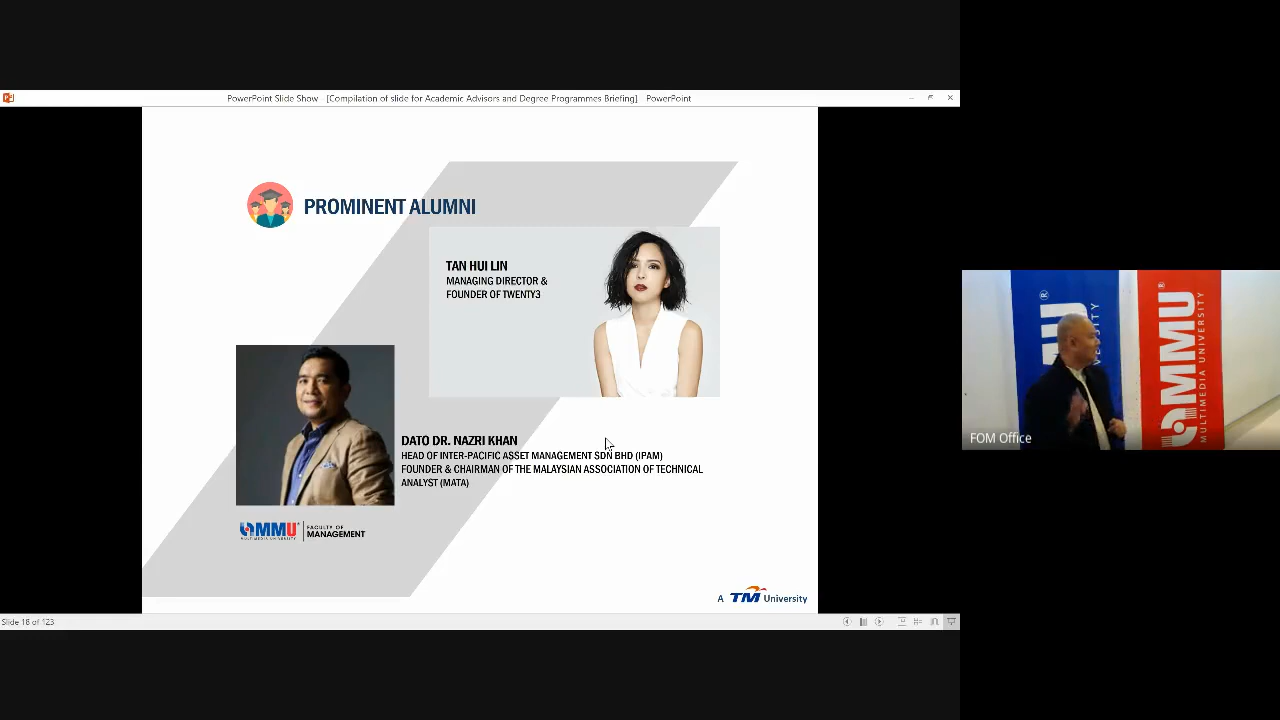 PowerPoint Slide Show - [Compilation of slide for Academic Advisors and Degree Programmes Briefing] - PowerPoint
PROMINENT ALUMNI
TAN HUI LIN
MANAGING DIRECTOR &
FOUNDER OF TWENTY3
DATO DR. NAZRI KHAN
HEAD OF INTER-PACIFIC ASSET MANAGEMENT SDN BHD (IPAM)
FOUNDER & CHAIRMAN OF THE MALAYSIAN ASSOCIATION OF TECHNICAL
ANALYST (MATA)
MMU
MULTIMEDIA UNIVERSITY
FACULTY OF
MANAGEMENT
A TM University
Slide 18 of 123
MMU®
MULTIMEDIA UNIVERSITY
FOM Office